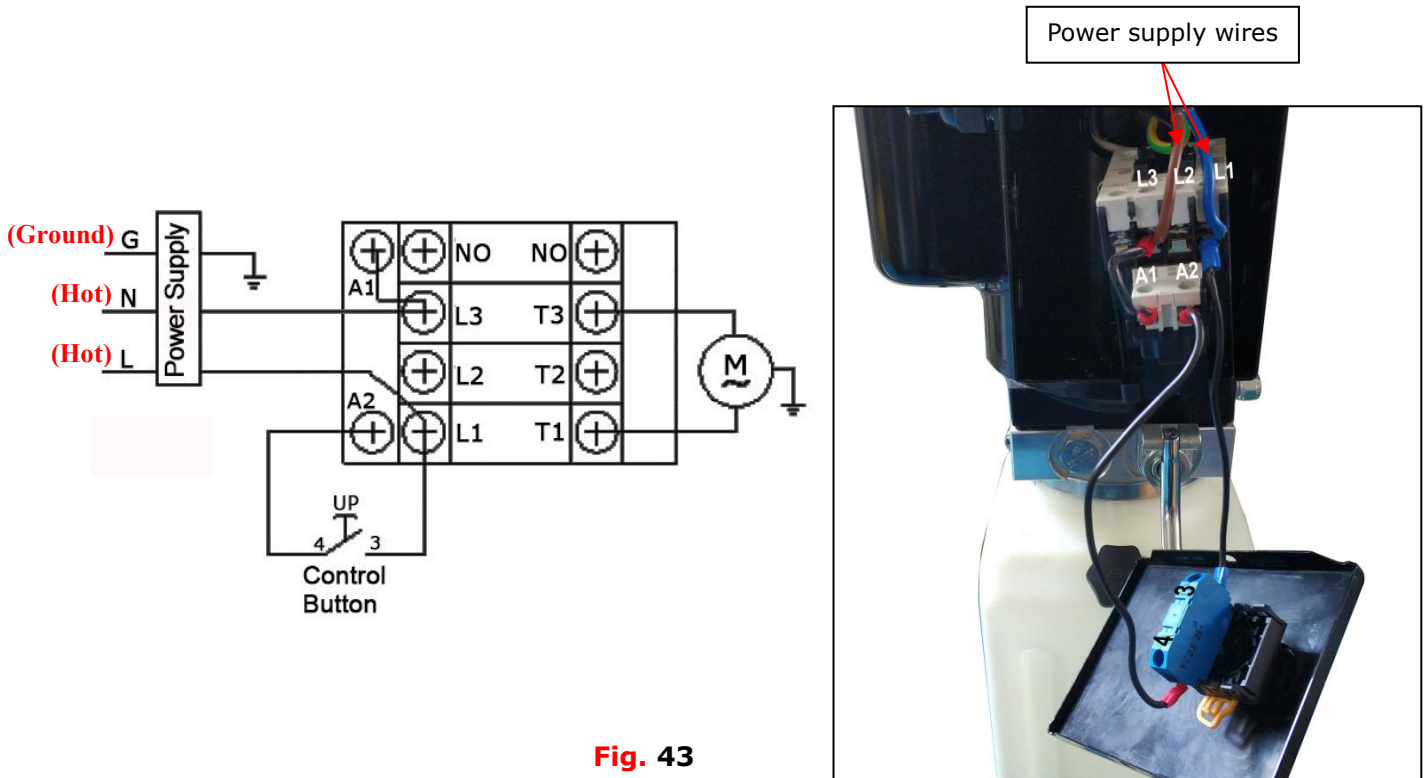 Power supply wires
(Ground) G
(Hot) N
(Hot) L
Power Supply
A1
NO
NO
L3
T3
L2
T2
A2
L1
T1
M
UP
4
3
Control
Button
L3
L2
L1
A1
A2
3
4
Fig. 43